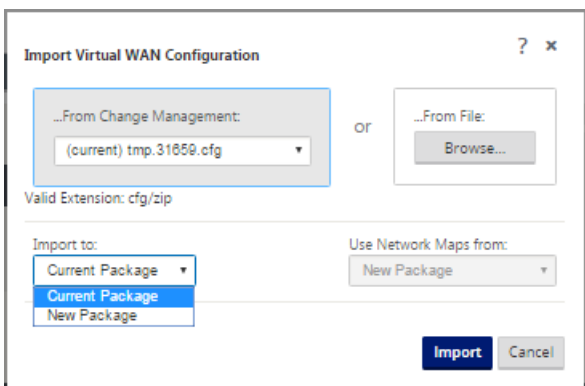 Import Virtual WAN Configuration
? ×
...From Change Management:
(current) tmp.31659.cfg
or
...From File:
Browse...
Valid Extension: cfg/zip
Import to:
Current Package
Current Package
New Package
Use Network Maps from:
New Package
Import
Cancel